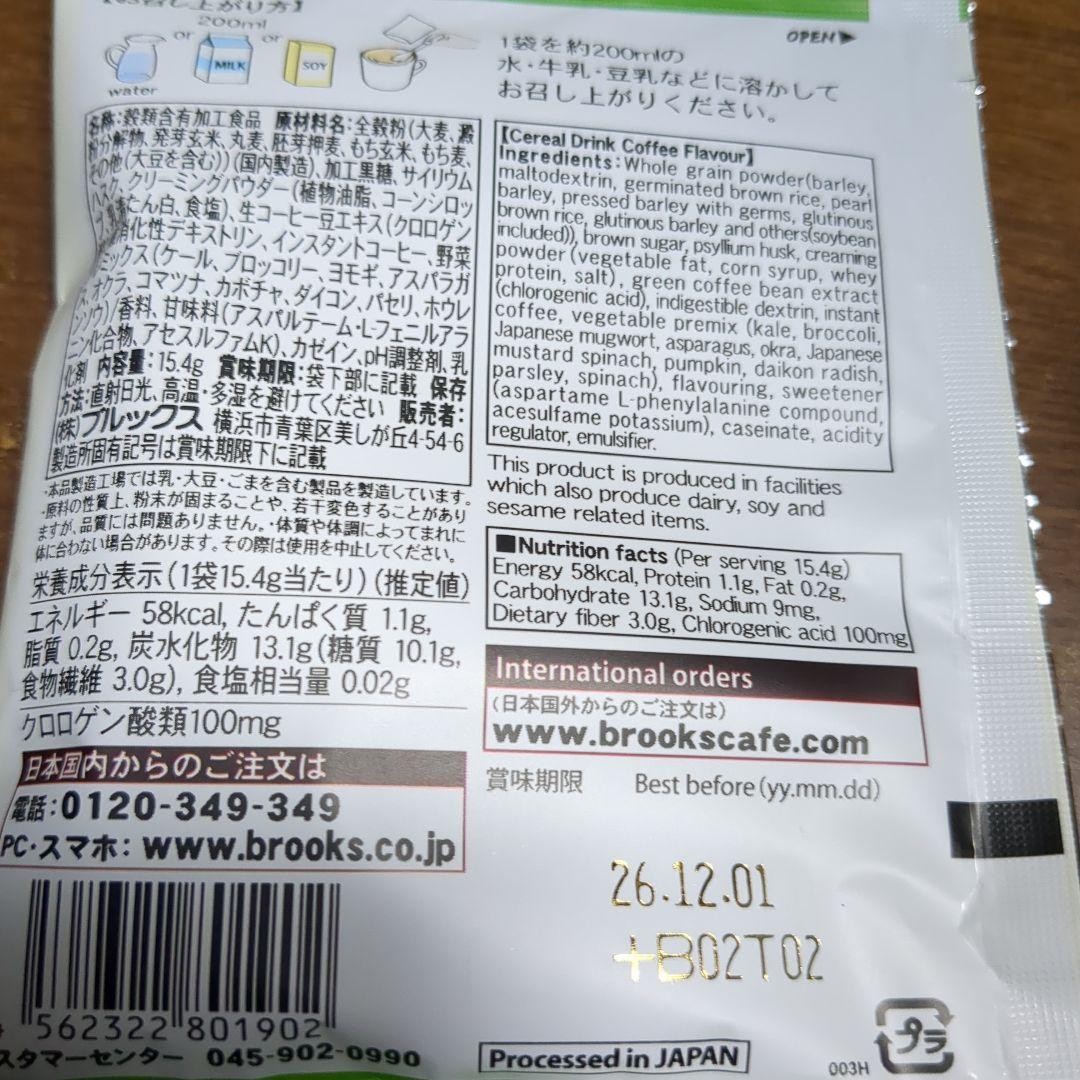 お召し上がり方】
200ml
or
or
MILK
SOY
water
OPEN▶
1袋を約200mlの
水・牛乳・豆乳などに溶かして
お召し上がりください。
名称:穀類含有加工食品 原材料名:全穀粉(大麦、澱
粉分解物、発芽玄米、丸麦、胚芽押麦、もち玄米、もち麦、
その他(大豆を含む))(国内製造)、加工黒糖、サイリウム
ハスク、クリーミングパウダー(植物油脂、コーンシロッ
たん白、食塩)、生コーヒー豆エキス(クロロゲン
消化性デキストリン、インスタントコーヒー、野菜
ミックス(ケール、ブロッコリー、ヨモギ、アスパラガ
ス、オクラ、コマツナ、カボチャ、ダイコン、パセリ、ホウレ
ンソウ)/香料、甘味料(アスパルテーム・L-フェニルアラ
ニン化合物、アセスルファムK)、カゼイン、pH調整剤、乳
化剤 内容量:15.4g 賞味期限:袋下部に記載 保存
方法:直射日光、高温・多湿を避けてください 販売者:
(株)ブルックス 横浜市青葉区美しが丘4-54-6
製造所固有記号は賞味期限下に記載
・本品製造工場では乳・大豆・ごまを含む製品を製造しています。
・原料の性質上、粉末が固まることや、若干変色することがあり
ますが、品質には問題ありません。・体質や体調によってまれに
体に合わない場合があります。その際は使用を中止してください。
栄養成分表示(1袋15.4g当たり)(推定値)
エネルギー 58kcal, たんぱく質 1.1g,
脂質 0.2g, 炭水化物 13.1g(糖質 10.1g,
食物繊維 3.0g), 食塩相当量 0.02g
クロロゲン酸類100mg
日本国内からのご注文は
電話:0120-349-349
PC・スマホ: www.brooks.co.jp
562322 801902
スタマーセンター 045-902-0990
【Cereal Drink Coffee Flavour】
Ingredients:Whole grain powder(barley,
maltodextrin, germinated brown rice, pearl
barley, pressed barley with germs, glutinous
brown rice, glutinous barley and others(soybean
included)), brown sugar, psyllium husk, creaming
powder (vegetable fat, corn syrup, whey
protein, salt), green coffee bean extract
(chlorogenic acid), indigestible dextrin, instant
coffee, vegetable premix (kale, broccoli,
Japanese mugwort, asparagus, okra, Japanese
mustard spinach, pumpkin, daikon radish,
parsley, spinach), flavouring, sweetener
(aspartame L-phenylalanine compound,
acesulfame potassium), caseinate, acidity
regulator, emulsifier.
This product is produced in facilities
which also produce dairy, soy and
sesame related items.
■Nutrition facts (Per serving 15.4g)
Energy 58kcal, Protein 1.1g, Fat 0.2g,
Carbohydrate 13.1g, Sodium 9mg,
Dietary fiber 3.0g, Chlorogenic acid 100mg
International orders
(日本国外からのご注文は)
www.brookscafe.com
賞味期限 Best before (yy.mm.dd)
26.12.01
+B02T02
Processed in JAPAN
003H
プラ